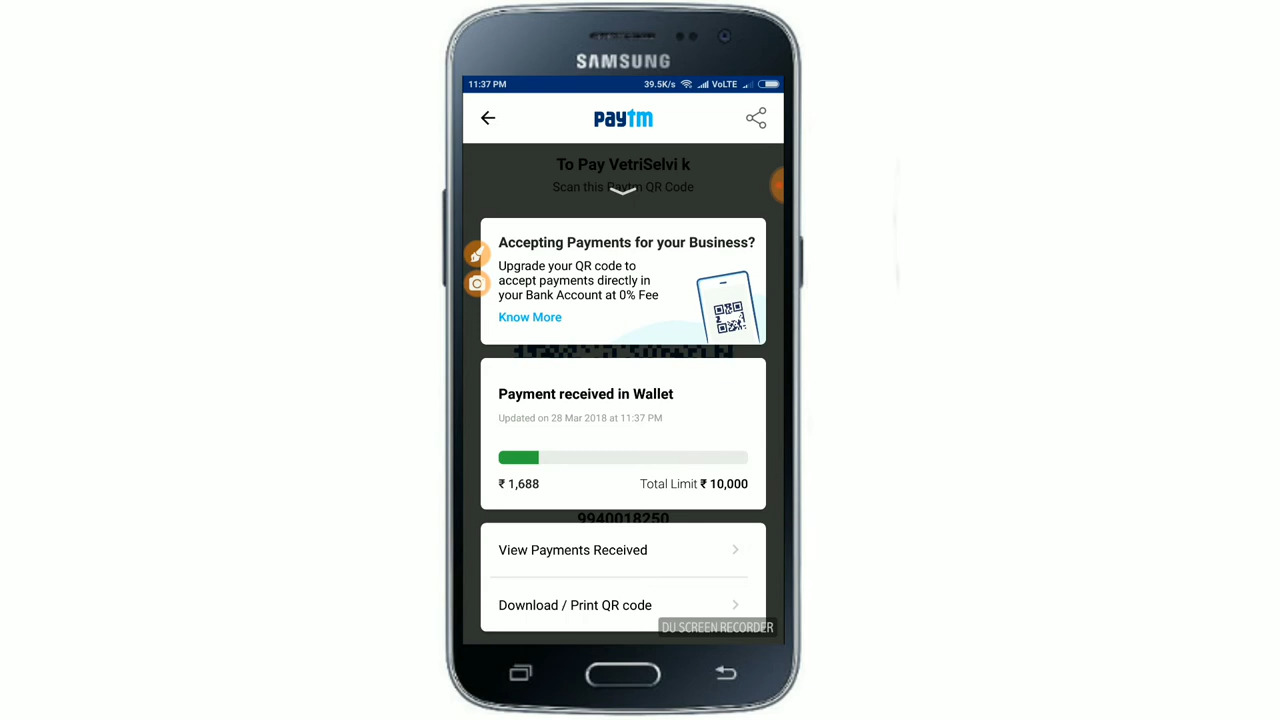 SAMSUNG
11:37 PM 39.5K/s VoLTE
paytm
To Pay VetriSelvi k
Scan this Paytm QR Code
Accepting Payments for your Business?
Upgrade your QR code to
accept payments directly in
your Bank Account at 0% Fee
Know More
Payment received in Wallet
Updated on 28 Mar 2018 at 11:37 PM
₹ 1,688 Total Limit ₹ 10,000
9940018250
View Payments Received
Download / Print QR code
DU SCREEN RECORDER